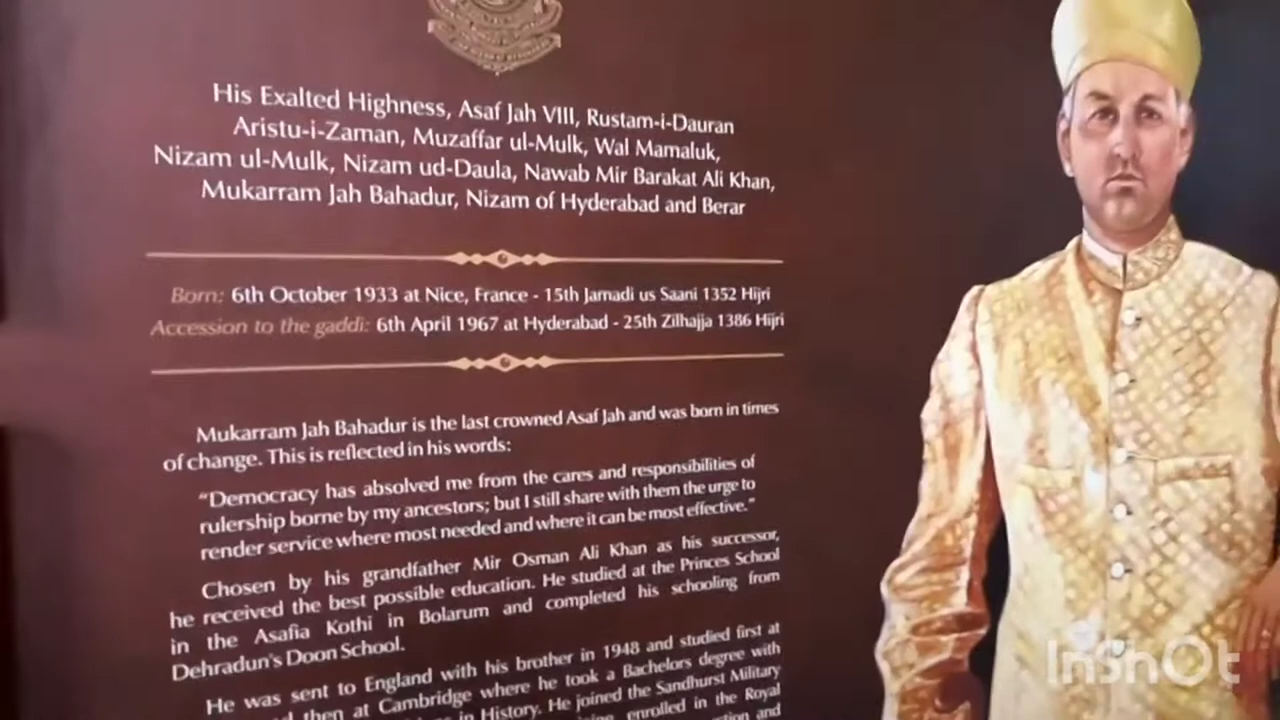 His Exalted Highness, Asaf Jah VIII, Rustam-i-Dauran
Aristu-i-Zaman, Muzaffar ul-Mulk, Wal Mamaluk,
Nizam ul-Mulk, Nizam ud-Daula, Nawab Mir Barakat Ali Khan,
Mukarram Jah Bahadur, Nizam of Hyderabad and Berar
Born: 6th October 1933 at Nice, France - 15th Jamadi us Saani 1352 Hijri
Accession to the gaddi: 6th April 1967 at Hyderabad - 25th Zilhajja 1386 Hijri
Mukarram Jah Bahadur is the last crowned Asaf Jah and was born in times
of change. This is reflected in his words:
"Democracy has absolved me from the cares and responsibilities of
rulership borne by my ancestors; but I still share with them the urge to
render service where most needed and where it can be most effective."
Chosen by his grandfather Mir Osman Ali Khan as his successor,
he received the best possible education. He studied at the Princes School
in the Asafia Kothi in Bolarum and completed his schooling from
Dehradun's Doon School.
He was sent to England with his brother in 1948 and studied first at
then at Cambridge where he took a Bachelors degree with
in History. He joined the Sandhurst Military
enrolled in the Royal
and
InShOt